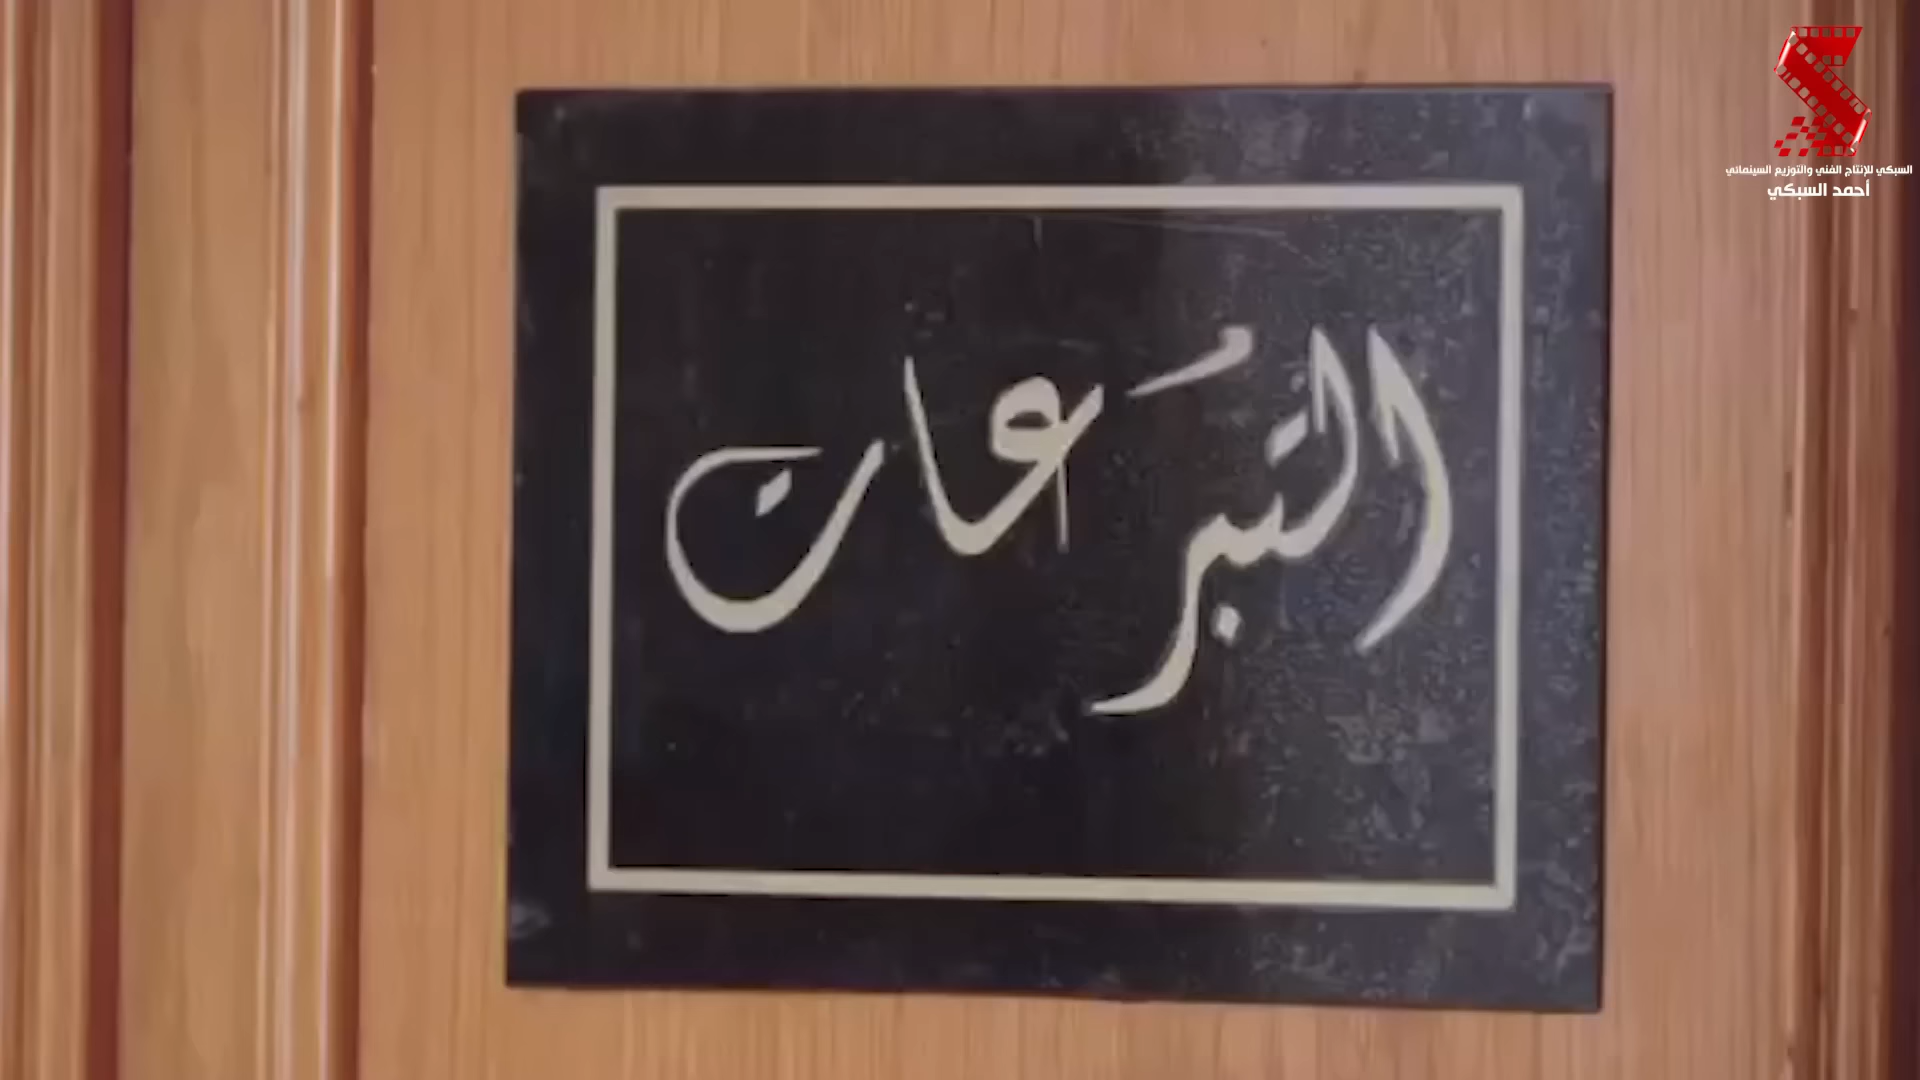 السبكي للإنتاج الفني والتوزيع السينمائي
أحمد السبكي
التبرعات